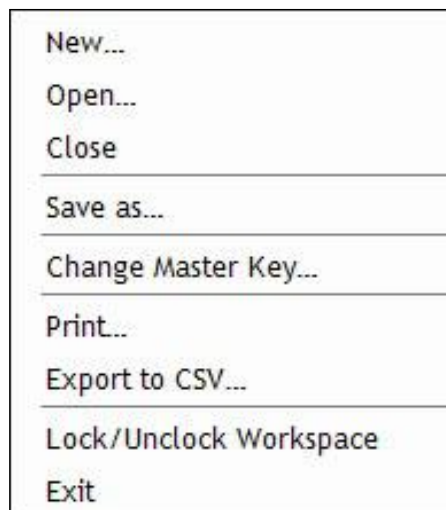 New...
Open...
Close
Save as...
Change Master Key...
Print...
Export to CSV...
Lock/Unclock Workspace
Exit